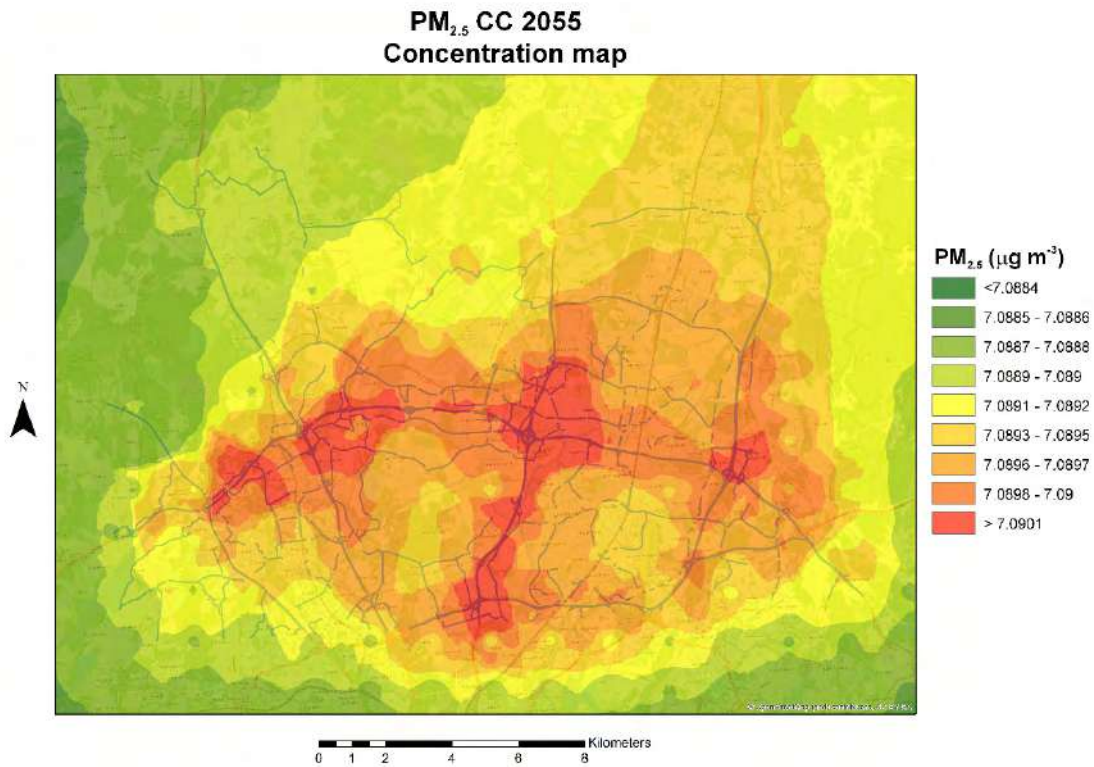 PM2.5 CC 2055
Concentration map
N
PM2.5 (µg m-3)
<7.0884
7.0885 - 7.0886
7.0887 - 7.0888
7.0889 - 7.089
7.0891 - 7.0892
7.0893 - 7.0895
7.0896 - 7.0897
7.0898 - 7.09
> 7.0901
Kilometers
0 1 2 4 6 8